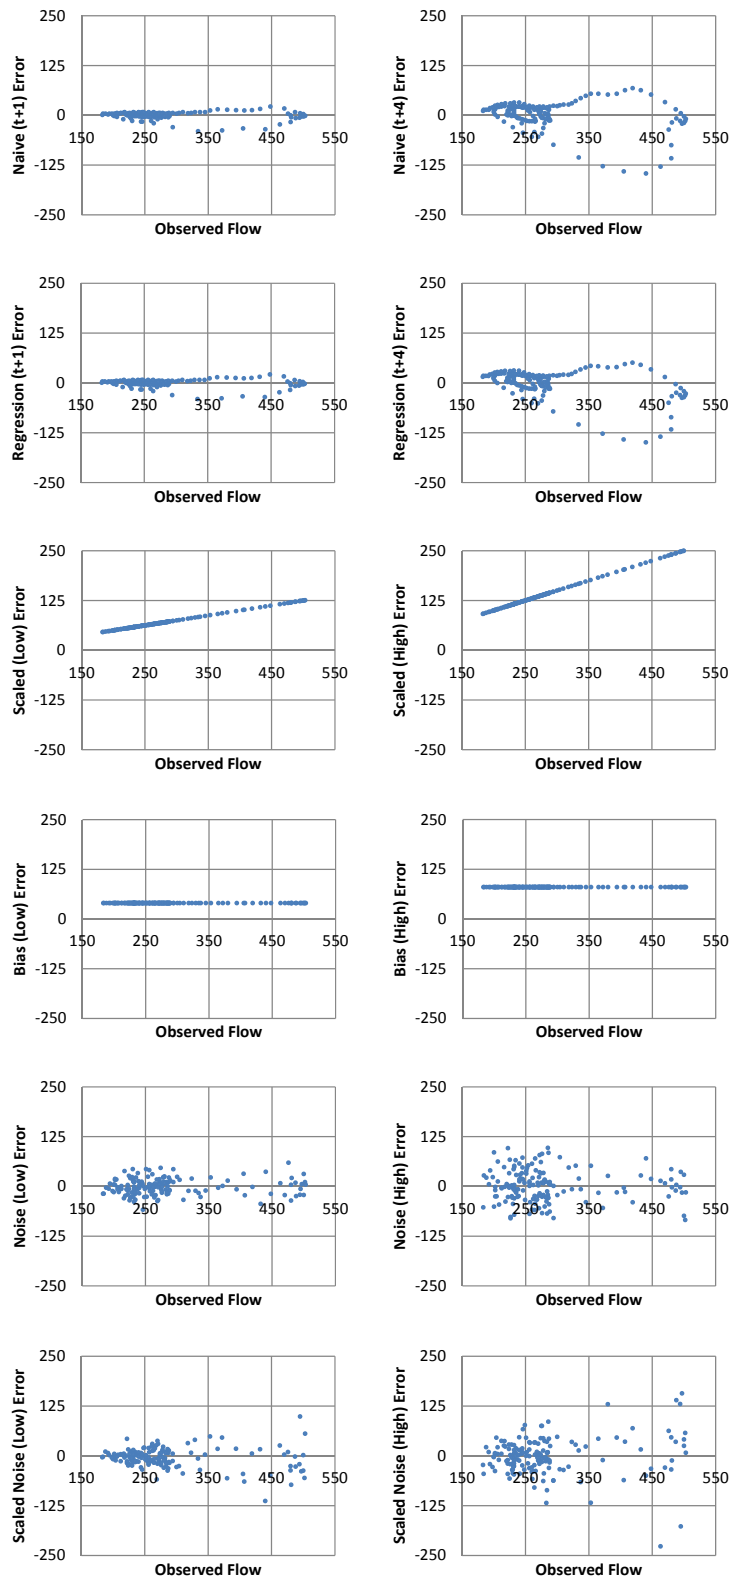 250 250
125 125
0 0
150 250 350 450 550 150 250 350 450 550
-125 -125
-250 -250
Naive (t+1) Error Naive (t+4) Error
Observed Flow Observed Flow
250 250
125 125
0 0
150 250 350 450 550 150 250 350 450 550
-125 -125
-250 -250
Regression (t+1) Error Regression (t+4) Error
Observed Flow Observed Flow
250 250
125 125
0 0
150 250 350 450 550 150 250 350 450 550
-125 -125
-250 -250
Scaled (Low) Error Scaled (High) Error
Observed Flow Observed Flow
250 250
125 125
0 0
150 250 350 450 550 150 250 350 450 550
-125 -125
-250 -250
Bias (Low) Error Bias (High) Error
Observed Flow Observed Flow
250 250
125 125
0 0
150 250 350 450 550 150 250 350 450 550
-125 -125
-250 -250
Noise (Low) Error Noise (High) Error
Observed Flow Observed Flow
250 250
125 125
0 0
150 250 350 450 550 150 250 350 450 550
-125 -125
-250 -250
Scaled Noise (Low) Error Scaled Noise (High) Error
Observed Flow Observed Flow